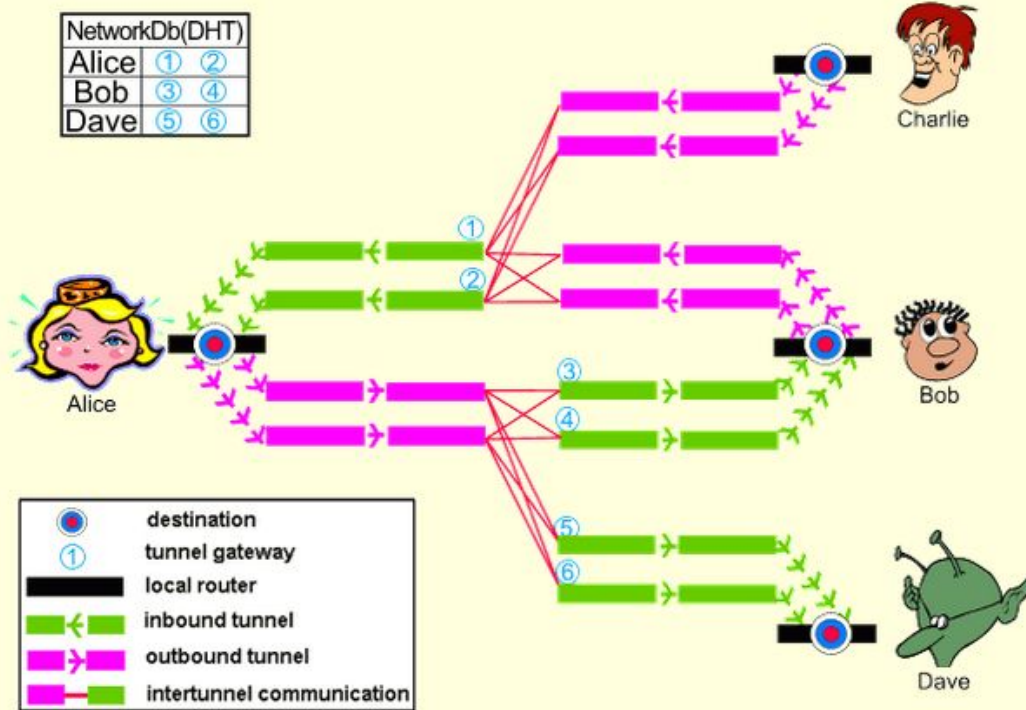 NetworkDb(DHT)
Alice ① ②
Bob ③ ④
Dave ⑤ ⑥
Charlie
①
②
Alice
③
④
Bob
⑤
⑥
Dave
destination
① tunnel gateway
local router
inbound tunnel
outbound tunnel
intertunnel communication